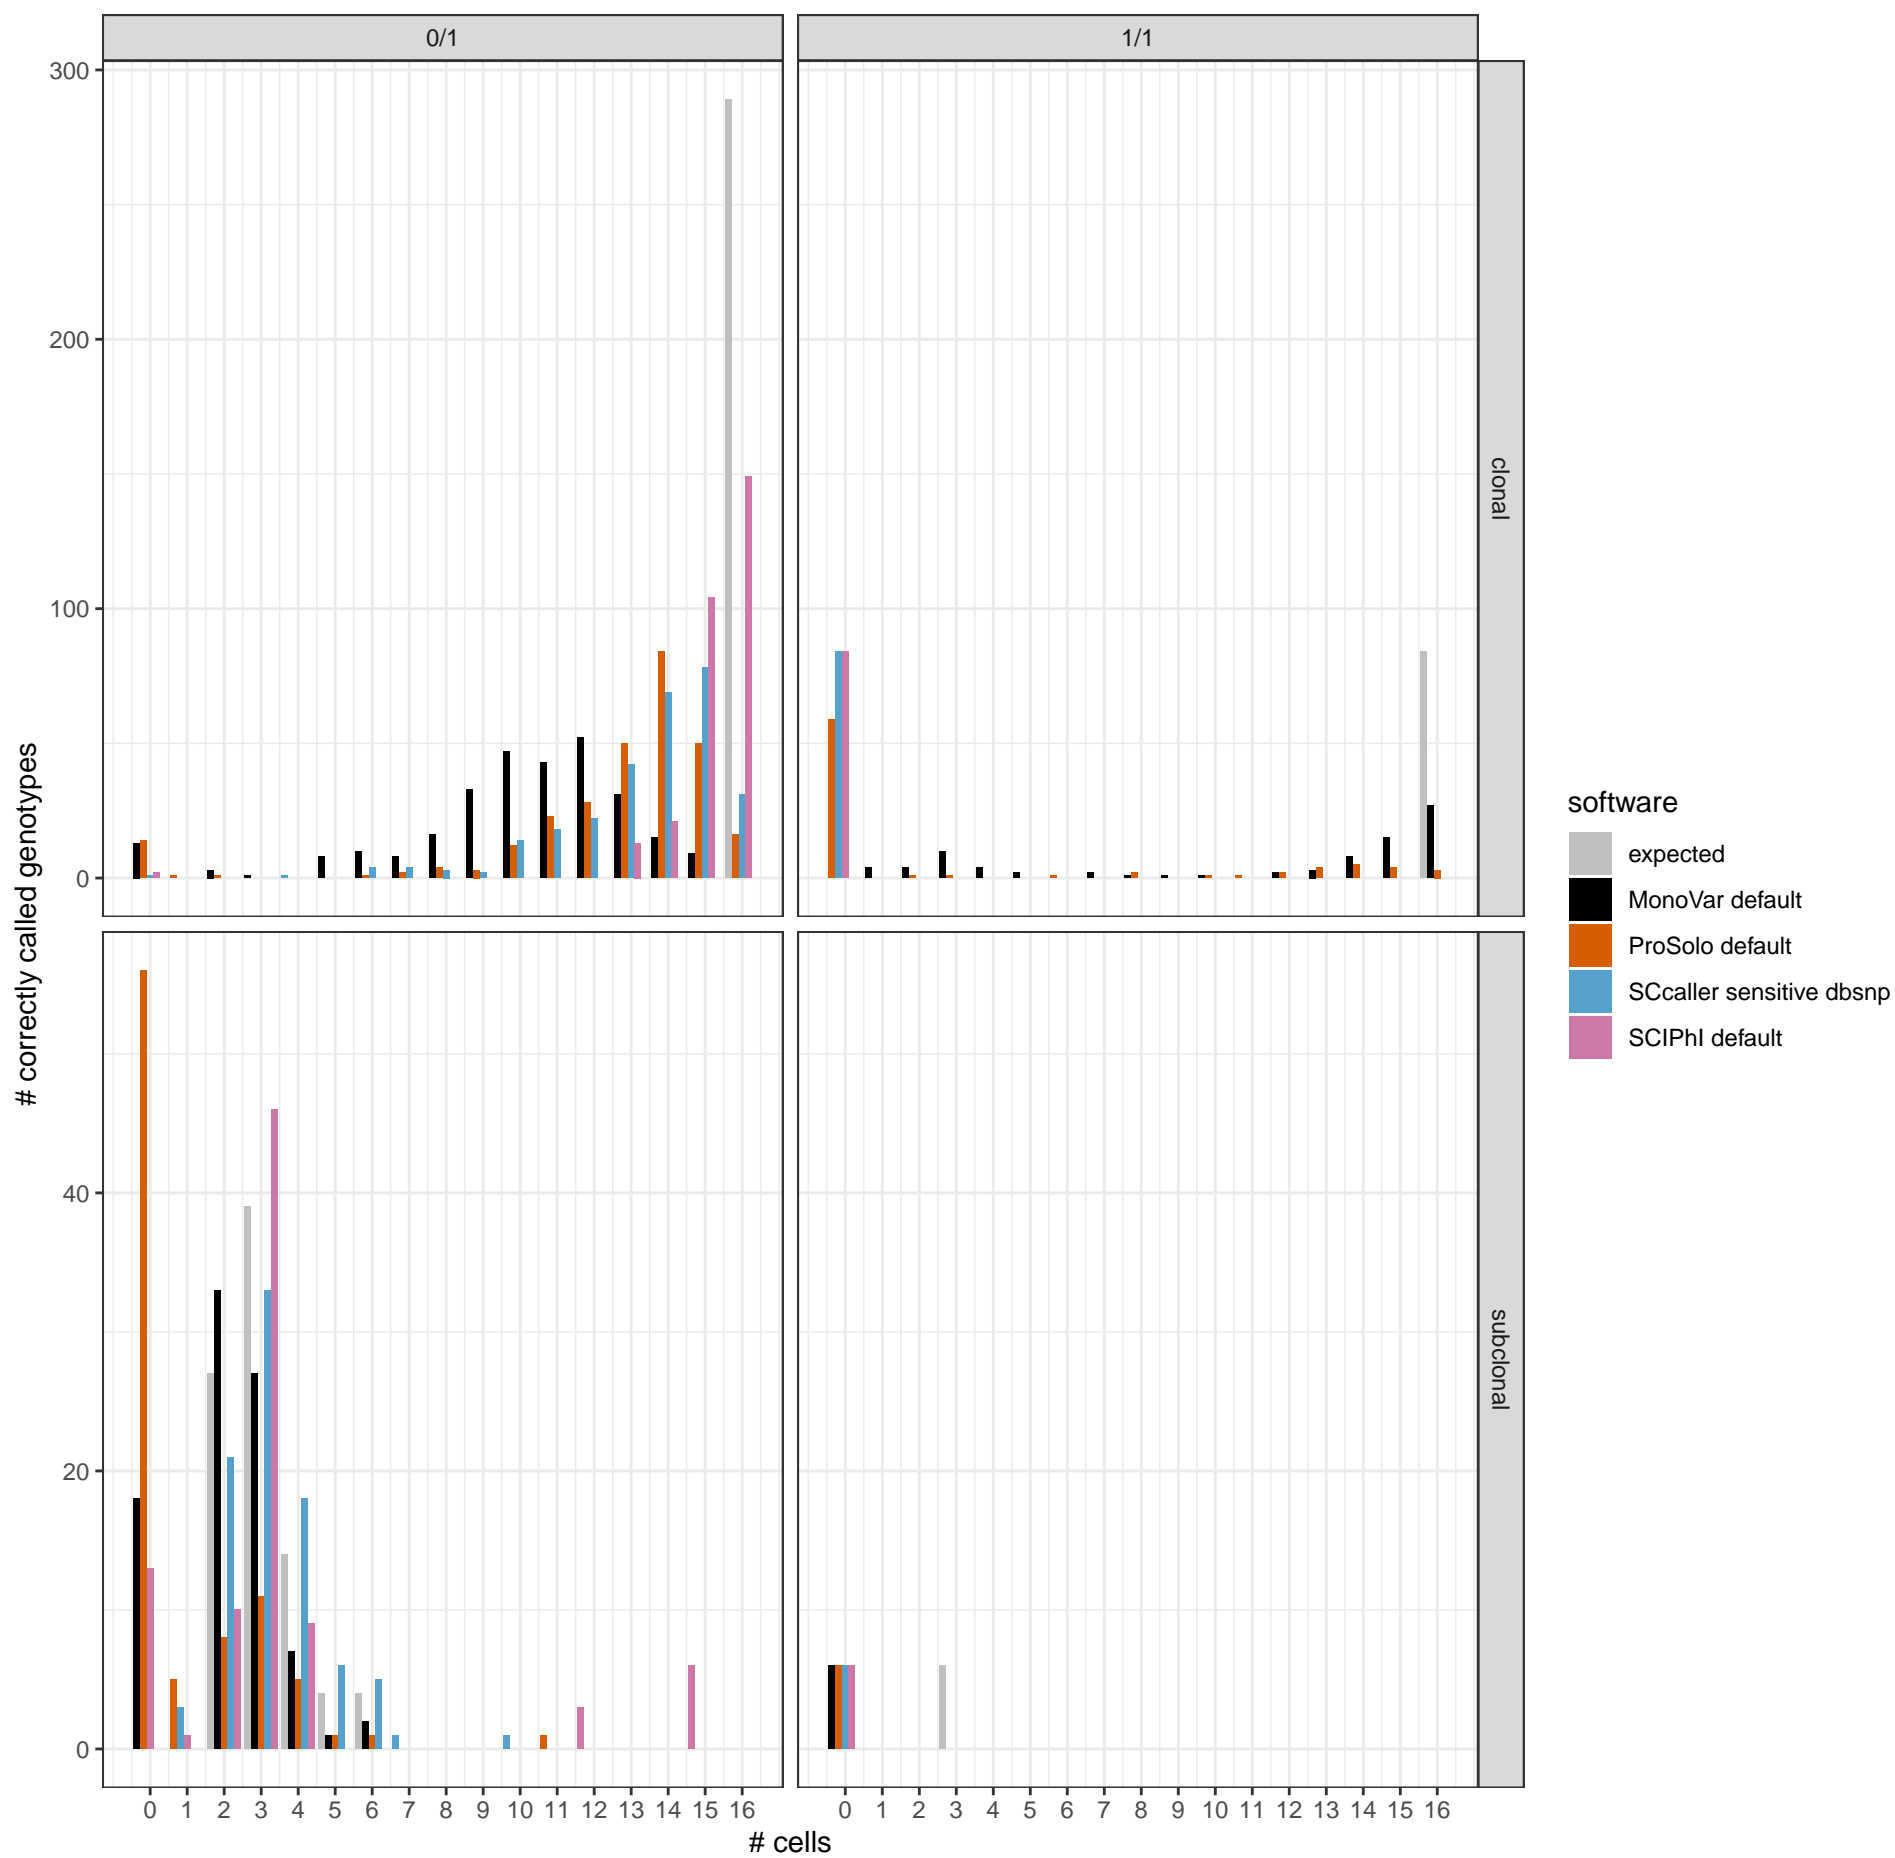 0/1
1/1
300
200
100
0
clonal
# correctly called genotypes
40
20
0
subclonal
0 1 2 3 4 5 6 7 8 9 10 11 12 13 14 15 16
0 1 2 3 4 5 6 7 8 9 10 11 12 13 14 15 16
# cells
software
expected
MonoVar default
ProSolo default
SCcaller sensitive dbsnp
SCIPhI default